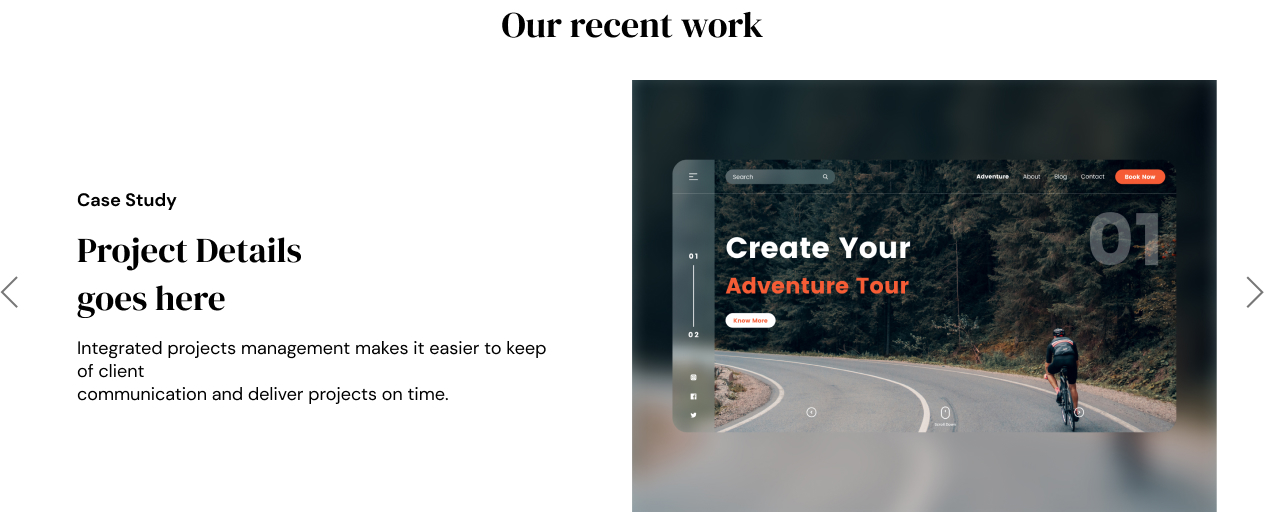 Our recent work
Case Study
Project Details
goes here
Integrated projects management makes it easier to keep
of client
communication and deliver projects on time.
Search
Adventure About Blog Contact Book Now
01
Create Your
Adventure Tour
Know More
01
02
Scroll Down